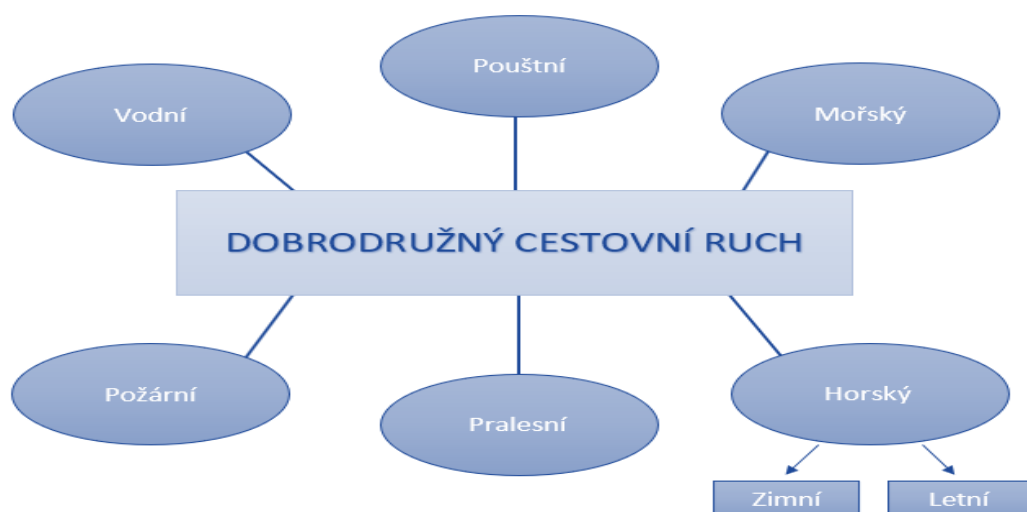 Pouštní
Vodní
Mořský
DOBRODRUŽNÝ CESTOVNÍ RUCH
Požární
Pralesní
Horský
Zimní
Letní